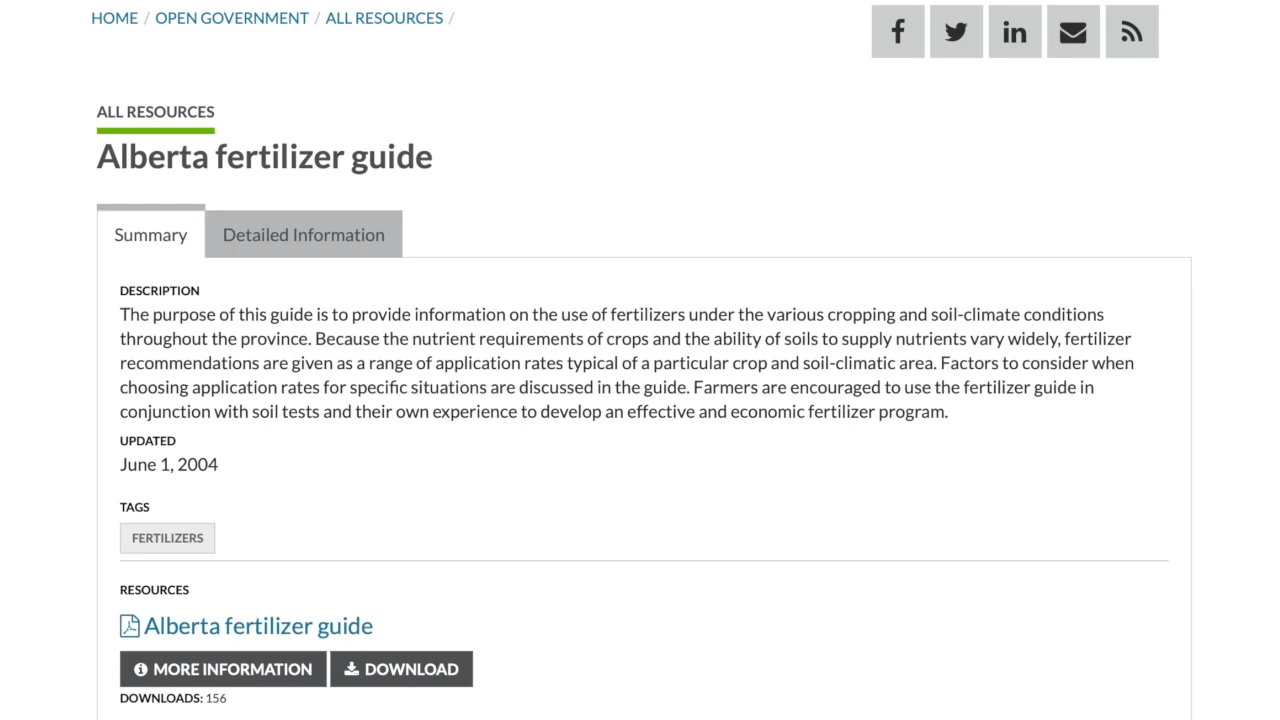 HOME / OPEN GOVERNMENT / ALL RESOURCES /
ALL RESOURCES
Alberta fertilizer guide
Summary
Detailed Information
DESCRIPTION
The purpose of this guide is to provide information on the use of fertilizers under the various cropping and soil-climate conditions
throughout the province. Because the nutrient requirements of crops and the ability of soils to supply nutrients vary widely, fertilizer
recommendations are given as a range of application rates typical of a particular crop and soil-climatic area. Factors to consider when
choosing application rates for specific situations are discussed in the guide. Farmers are encouraged to use the fertilizer guide in
conjunction with soil tests and their own experience to develop an effective and economic fertilizer program.
UPDATED
June 1, 2004
TAGS
FERTILIZERS
RESOURCES
Alberta fertilizer guide
MORE INFORMATION
DOWNLOAD
DOWNLOADS: 156